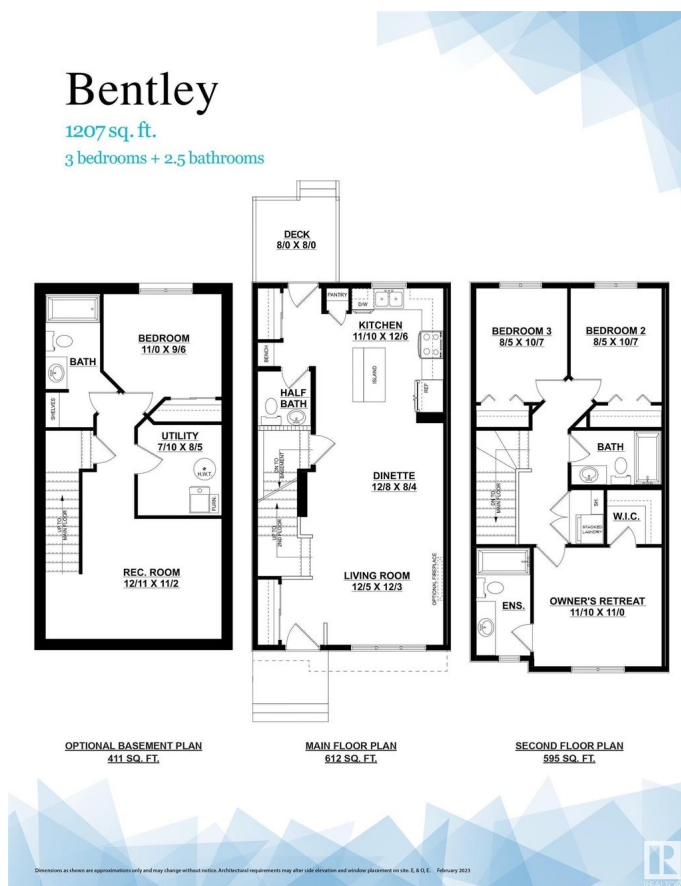 Bentley
1207 sq. ft.
3 bedrooms + 2.5 bathrooms
DECK
8/0 X 8/0
BEDROOM
11/0 X 9/6
BATH
SHELVES
UTILITY
7/10 X 8/5
H.W.T.
FURN.
UP TO
MAIN FLOOR
REC. ROOM
12/11 X 11/2
PANTRY
D/W
KITCHEN
11/10 X 12/6
BENCH
ISLAND
REF
HALF
BATH
DN TO
BASEMENT
DINETTE
12/8 X 8/4
UP TO
2ND FLOOR
LIVING ROOM
12/5 X 12/3
OPTIONAL FIREPLACE
BEDROOM 3
8/5 X 10/7
BEDROOM 2
8/5 X 10/7
BATH
DN TO
MAIN FLOOR
SH.
STACKED
LAUNDRY
W.I.C.
ENS.
OWNER'S RETREAT
11/10 X 11/0
OPTIONAL BASEMENT PLAN
411 SQ. FT.
MAIN FLOOR PLAN
612 SQ. FT.
SECOND FLOOR PLAN
595 SQ. FT.
Dimensions as shown are approximations only and may change without notice. Architectural requirements may alter side elevation and window placement on site. E. & O, E. February 2023
REALTOR